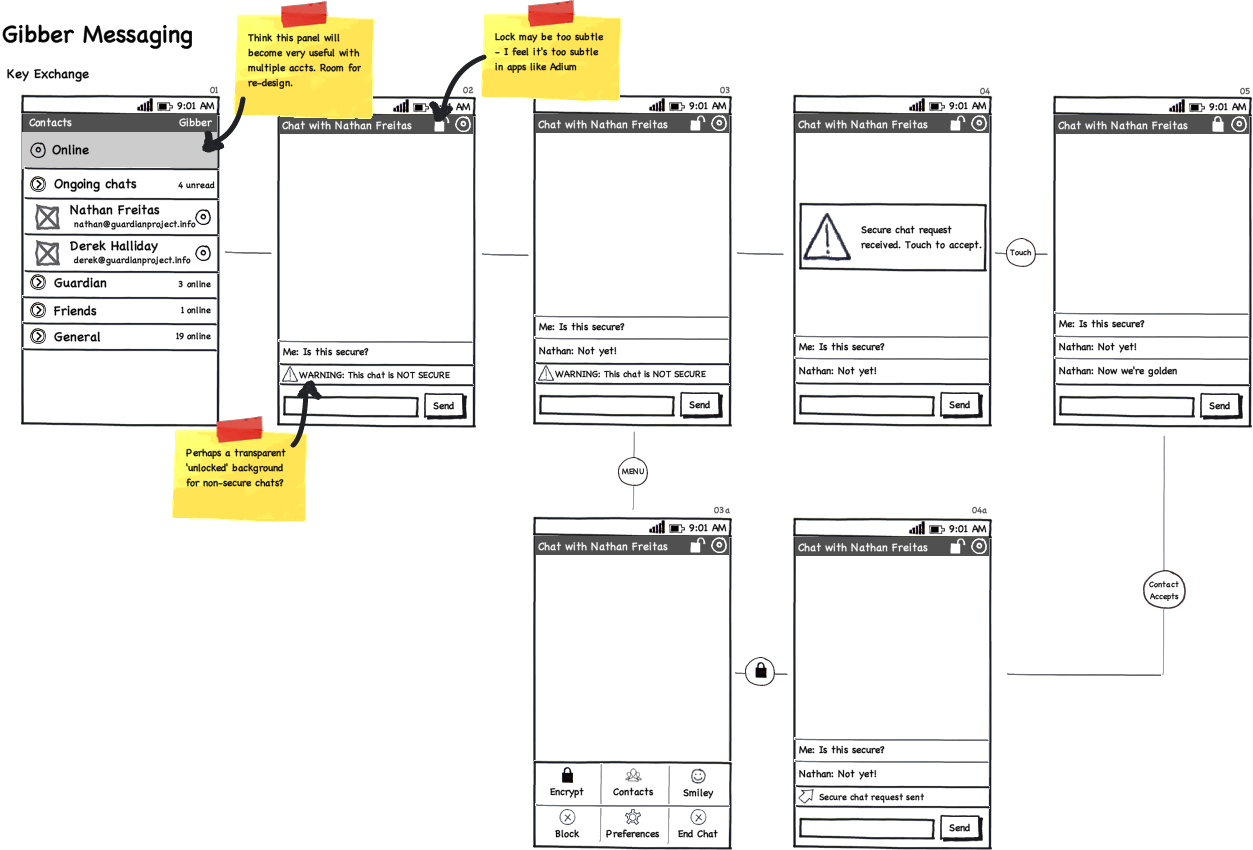 Gibber Messaging
Key Exchange
Think this panel will
become very useful with
multiple accts. Room for
re-design.
Lock may be too subtle
- I feel it's too subtle
in apps like Adium
01
9:01 AM
Contacts
Gibber
Online
Ongoing chats
4 unread
Nathan Freitas
nathan@guardianproject.info
Derek Halliday
derek@guardianproject.info
Guardian
3 online
Friends
1 online
General
19 online
02
AM
Chat with Nathan Freitas
Me: Is this secure?
WARNING: This chat is NOT SECURE
Send
Perhaps a transparent
'unlocked' background
for non-secure chats?
03
9:01 AM
Chat with Nathan Freitas
Me: Is this secure?
Nathan: Not yet!
WARNING: This chat is NOT SECURE
Send
04
9:01 AM
Chat with Nathan Freitas
Secure chat request
received. Touch to accept.
Me: Is this secure?
Nathan: Not yet!
Send
Touch
05
9:01 AM
Chat with Nathan Freitas
Me: Is this secure?
Nathan: Not yet!
Nathan: Now we're golden
Send
MENU
03a
9:01 AM
Chat with Nathan Freitas
Encrypt
Contacts
Smiley
Block
Preferences
End Chat
04a
9:01 AM
Chat with Nathan Freitas
Me: Is this secure?
Nathan: Not yet!
Secure chat request sent
Send
Contact
Accepts